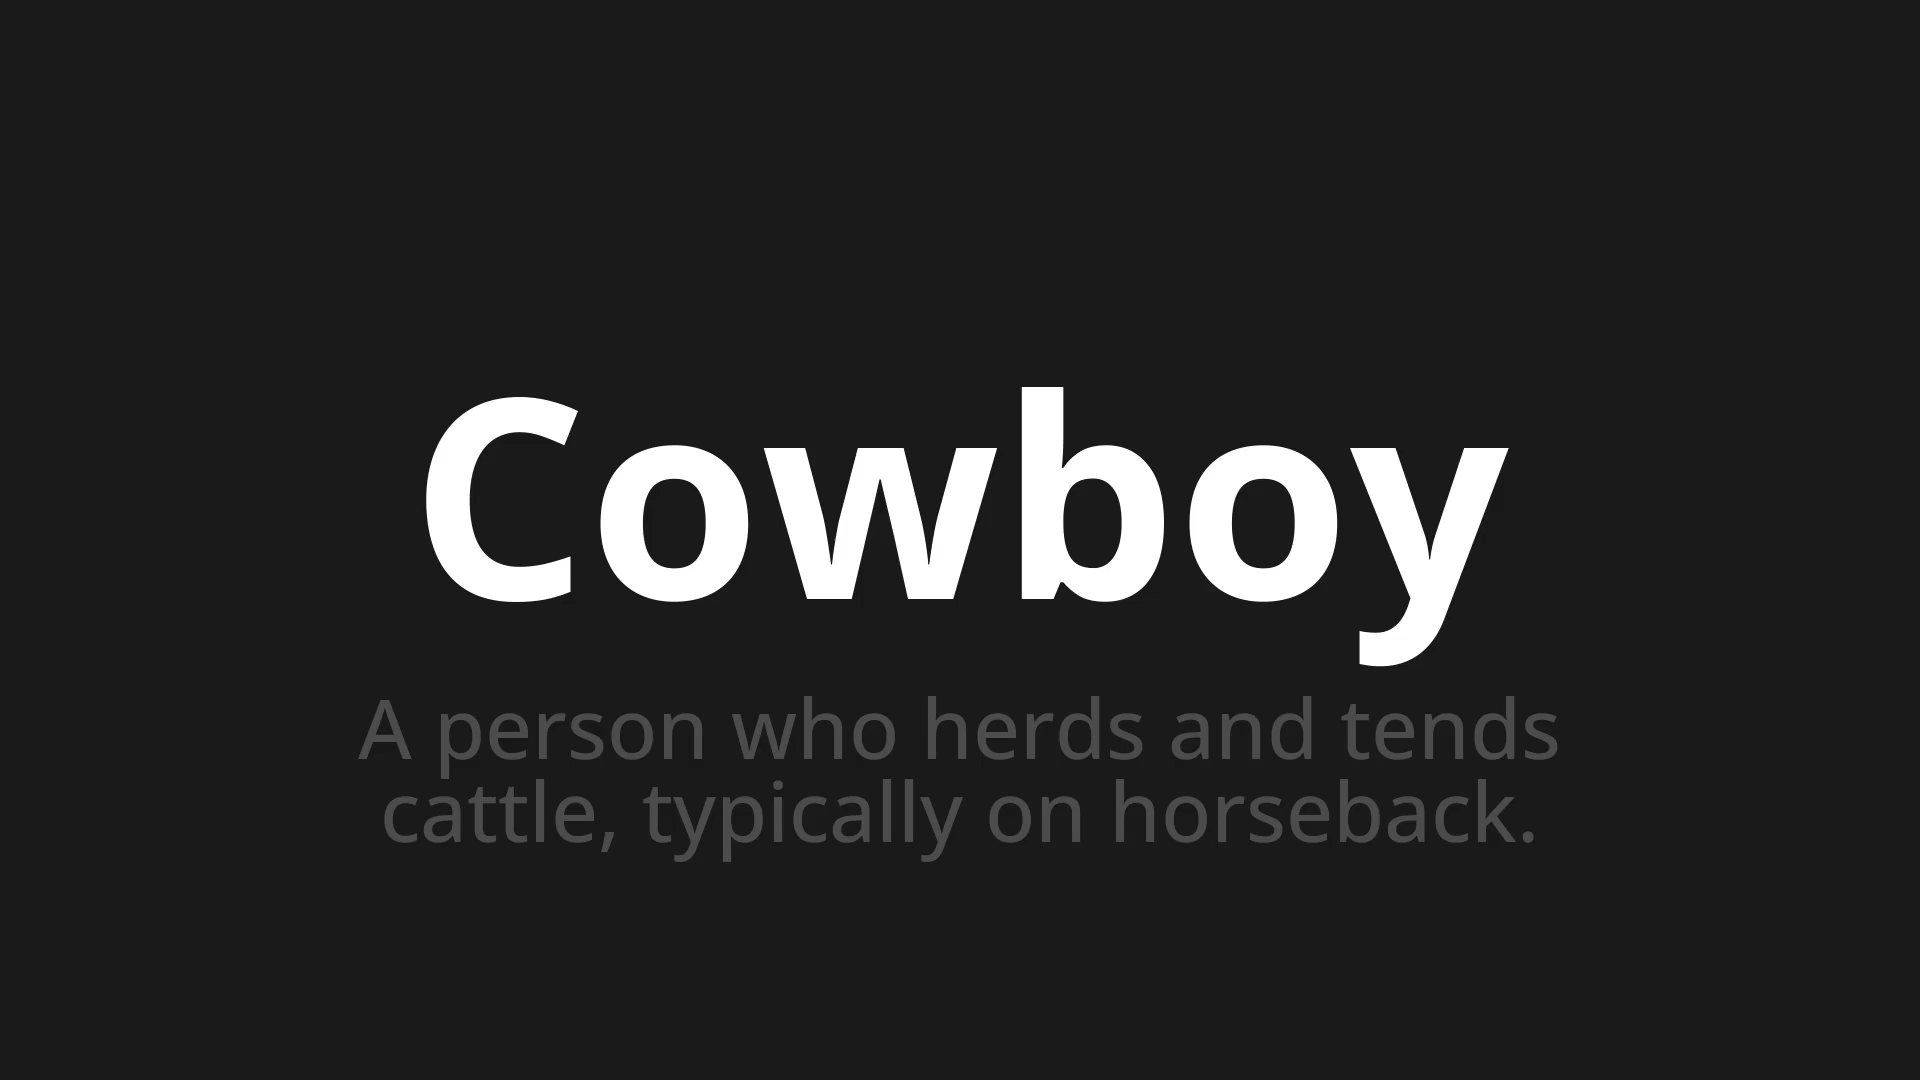 Cowboy
A person who herds and tends
cattle, typically on horseback.